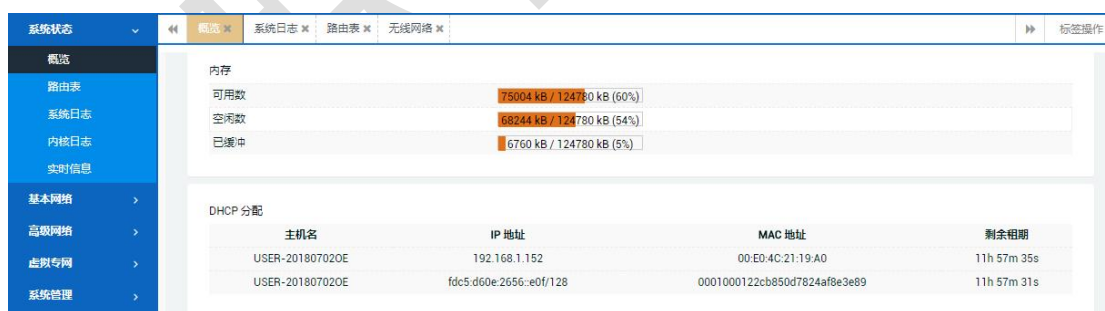 系统状态
概览
系统日志
路由表
无线网络
标签操作
概览
路由表
系统日志
内核日志
实时信息
基本网络
高级网络
虚拟专网
系统管理
内存
可用数 75004 kB / 124780 kB (60%)
空闲数 68244 kB / 124780 kB (54%)
已缓冲 6760 kB / 124780 kB (5%)
DHCP 分配
主机名 IP 地址 MAC 地址 剩余租期
USER-20180702OE 192.168.1.152 00:E0:4C:21:19:A0 11h 57m 35s
USER-20180702OE fdc5:d60e:2656::e0f/128 0001000122cb850d7824af8e3e89 11h 57m 31s